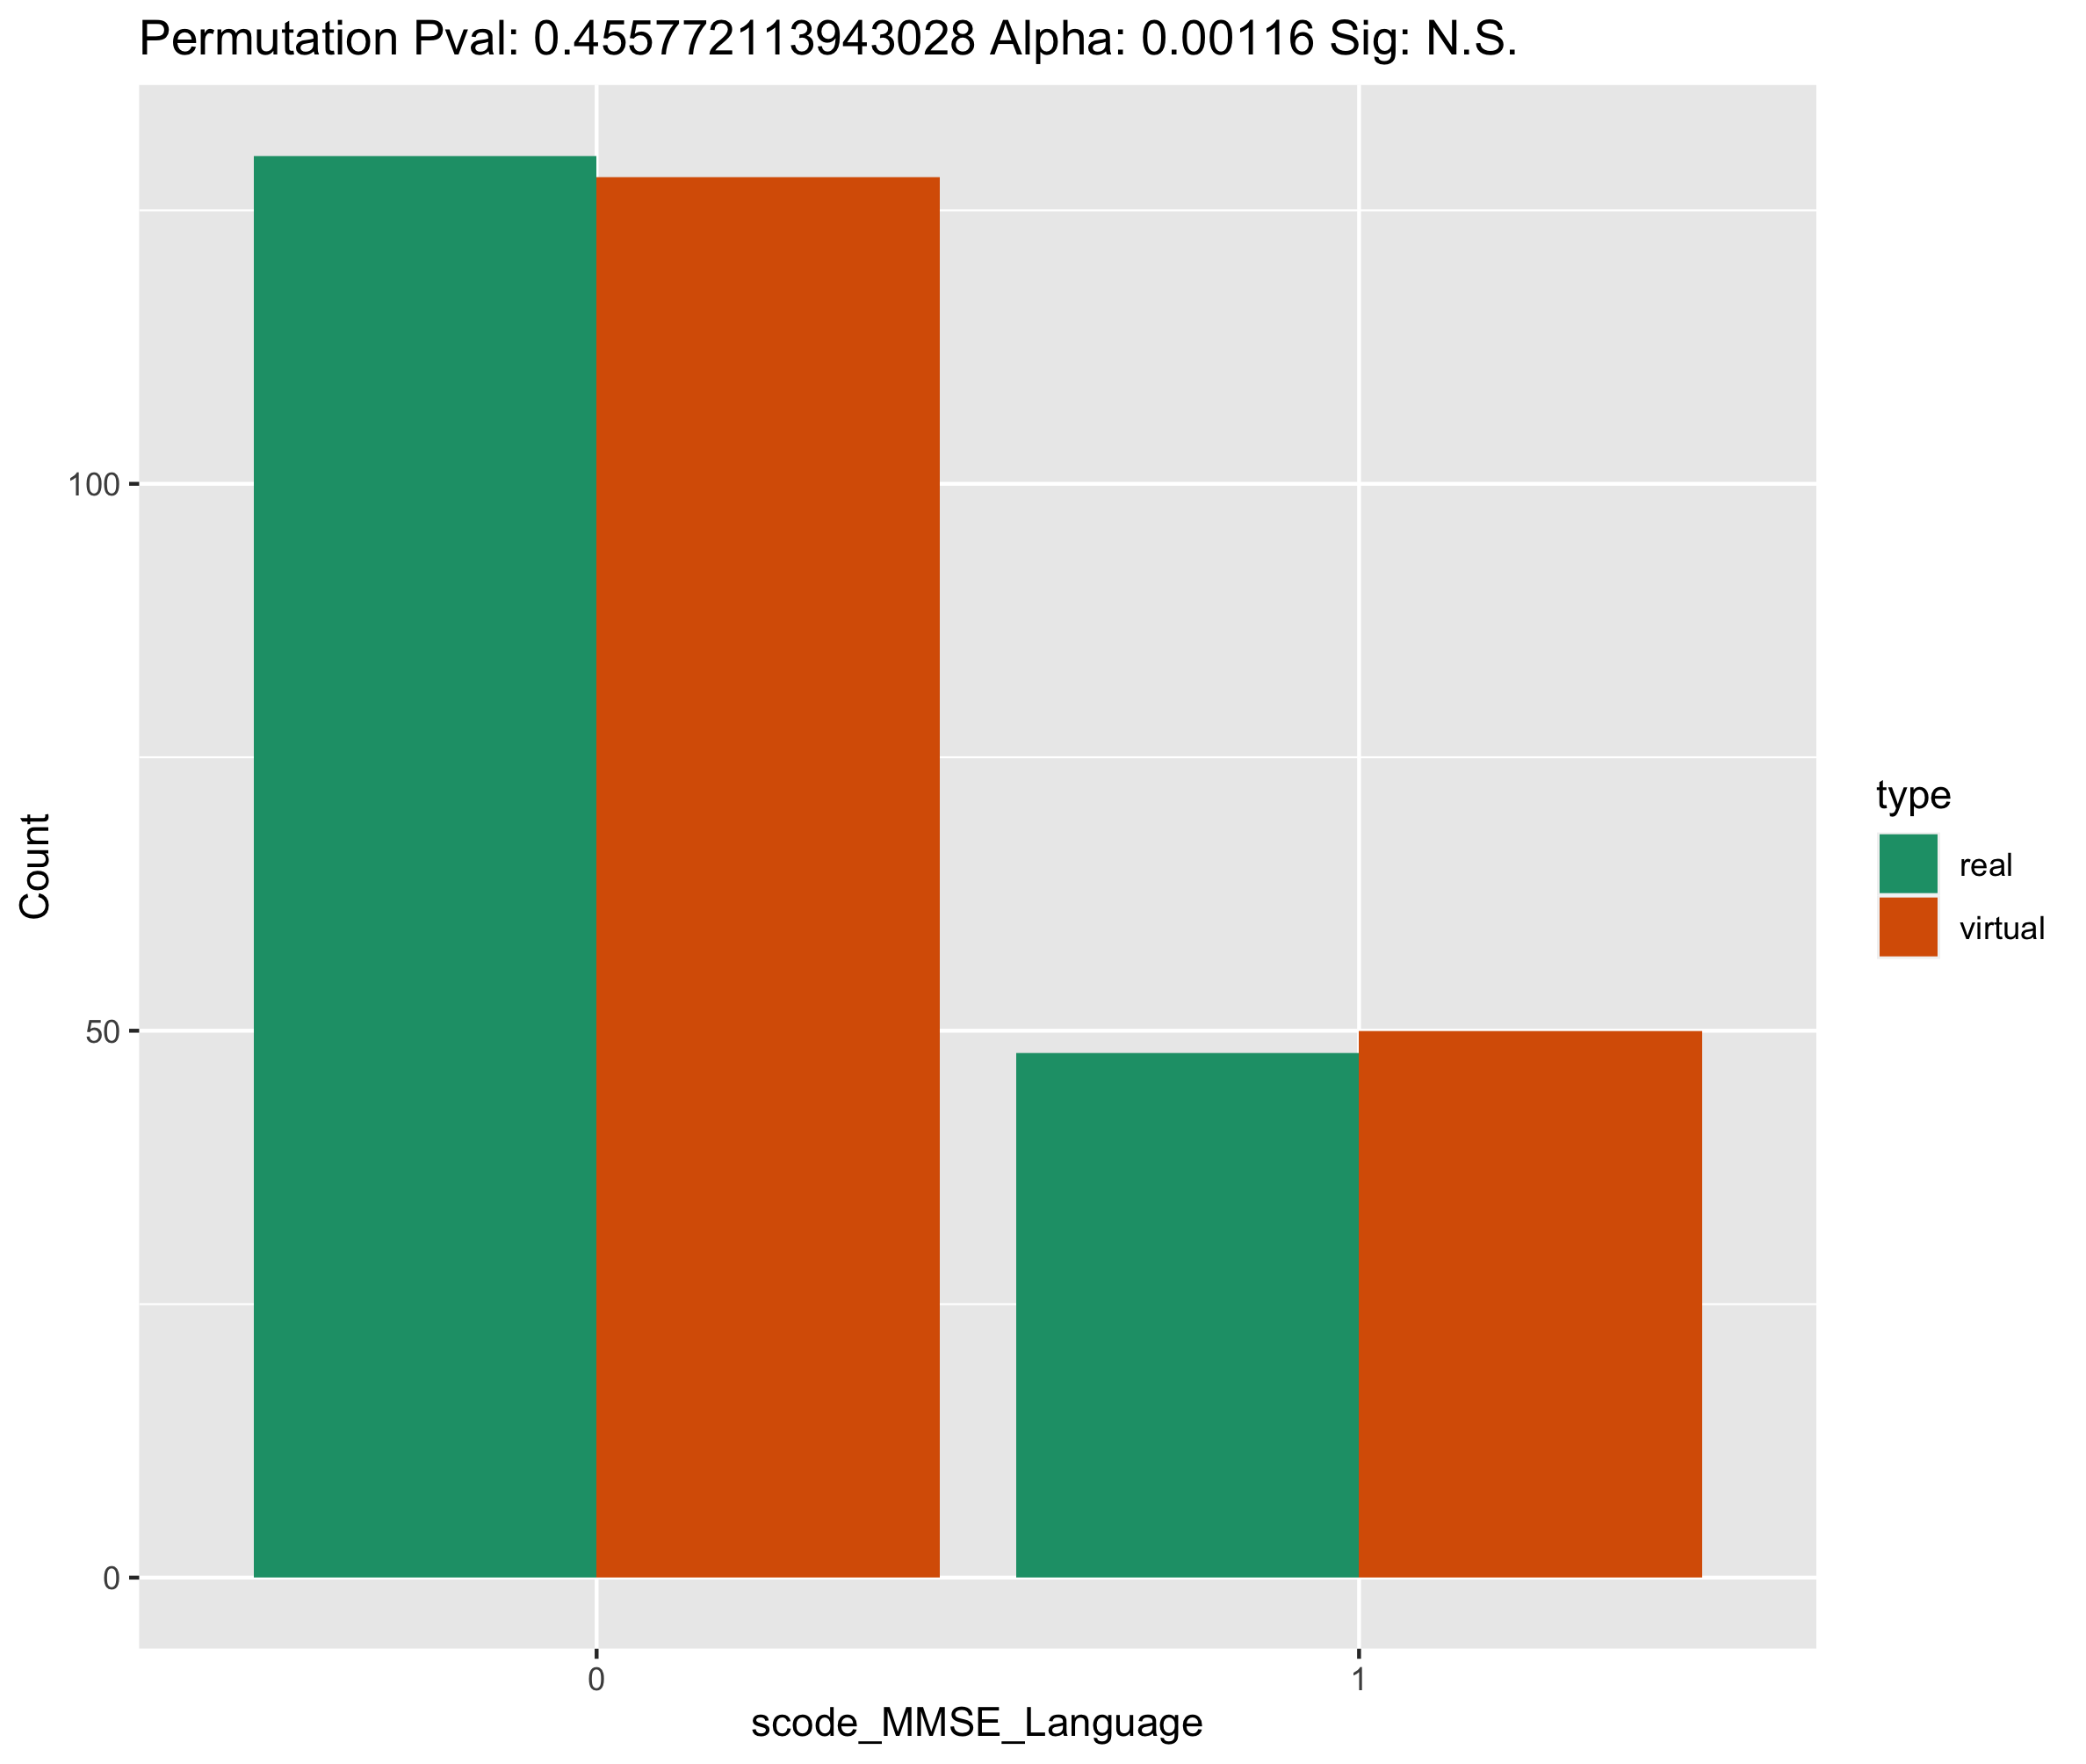 Permutation Pval: 0.455772113943028 Alpha: 0.00116 Sig: N.S.
Count
100
50
0
0
1
scode_MMSE_Language
type
real
virtual